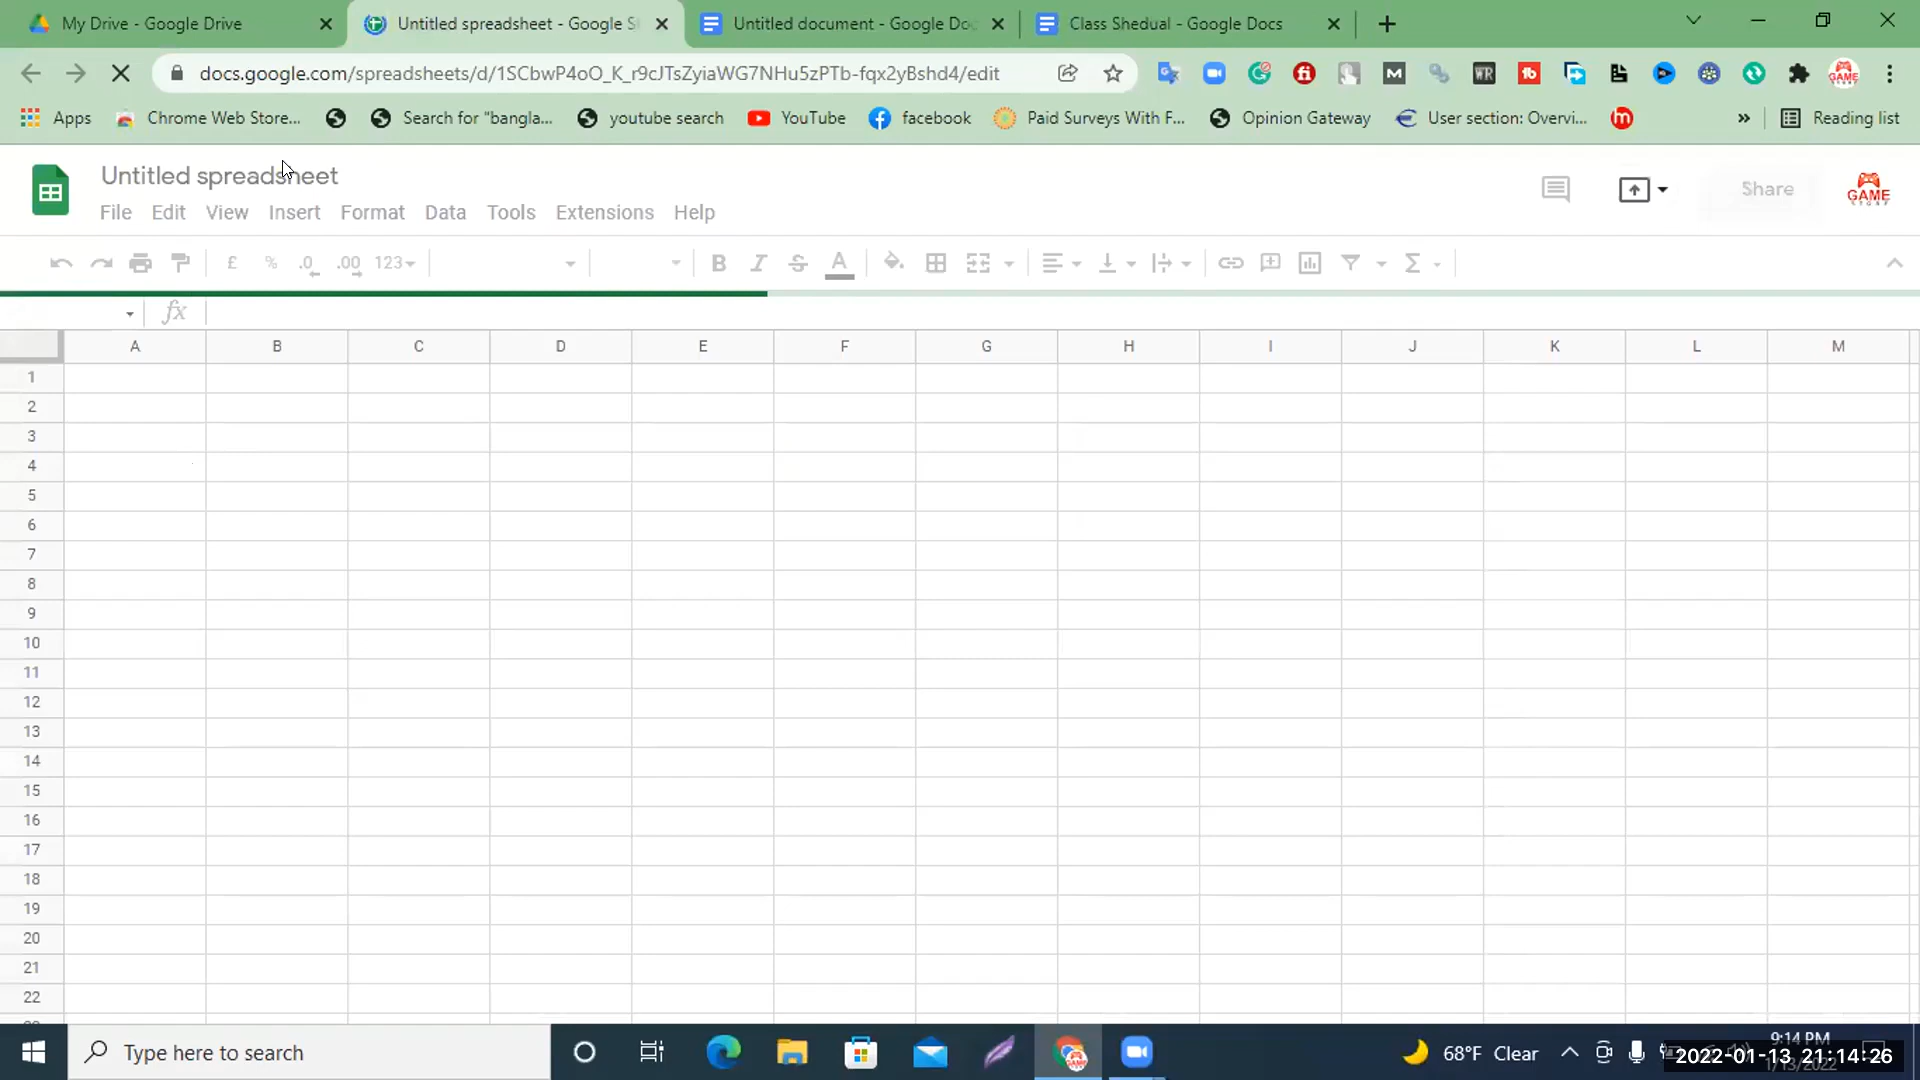 My Drive - Google Drive
Untitled spreadsheet - Google S
Untitled document - Google Doc
Class Shedual - Google Docs
docs.google.com/spreadsheets/d/1SCbwP4oO_K_r9cJTsZyiaWG7NHu5zPTb-fqx2yBshd4/edit
Apps
Chrome Web Store...
Search for "bangla...
youtube search
YouTube
facebook
Paid Surveys With F...
Opinion Gateway
User section: Overvi...
Reading list
Untitled spreadsheet
File Edit View Insert Format Data Tools Extensions Help
Share
GAME
£ % .0 .00 123
B I S A
fx
A B C D E F G H I J K L M
1
2
3
4
5
6
7
8
9
10
11
12
13
14
15
16
17
18
19
20
21
22
Type here to search
68°F Clear
9:14 PM
2022-01-13 21:14:26